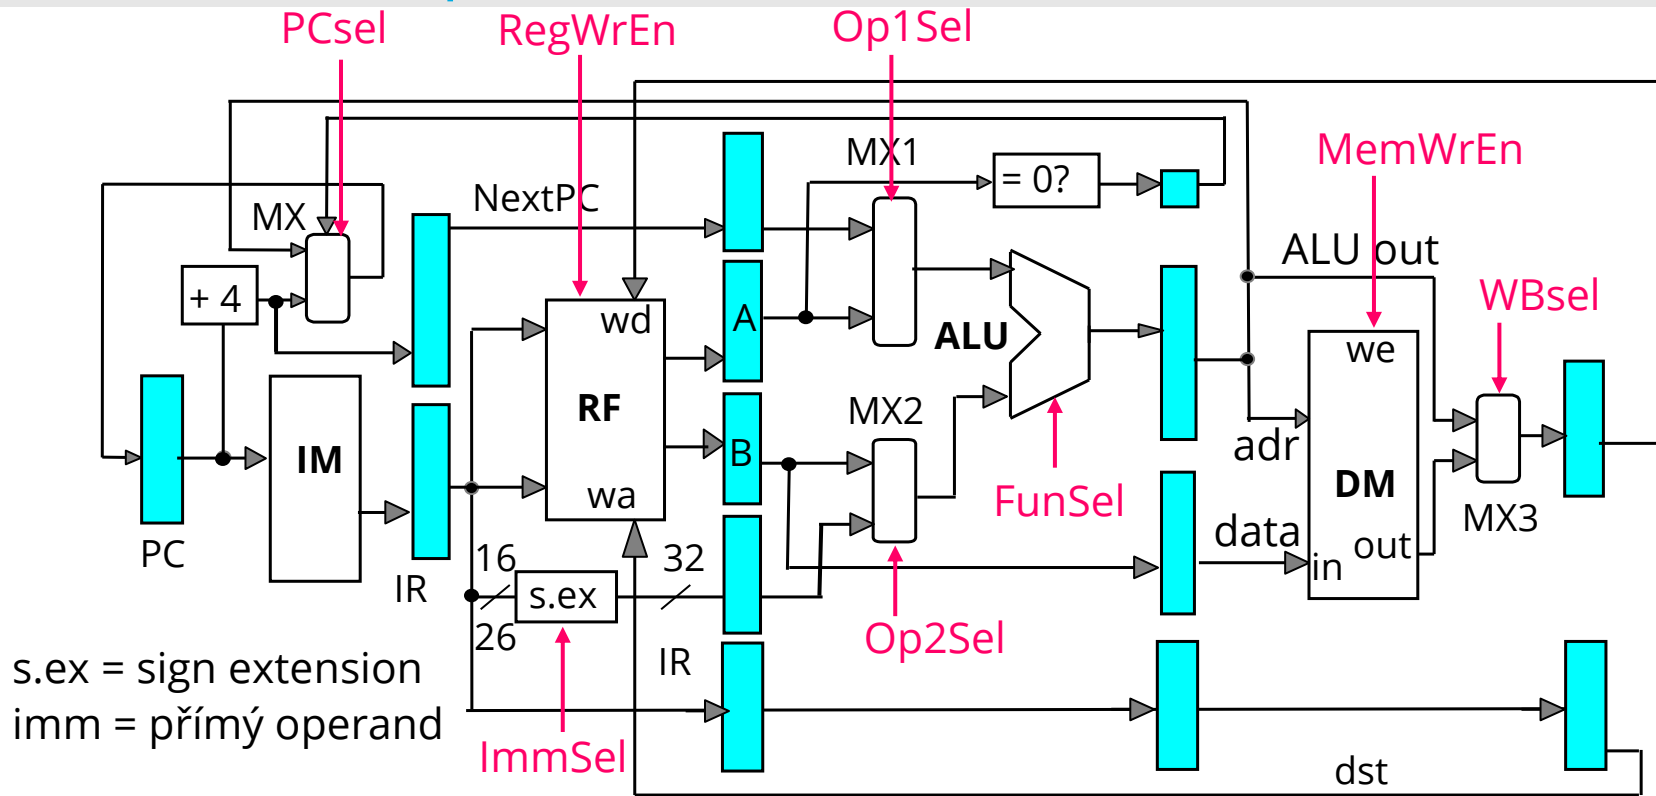 PCsel
RegWrEn
Op1Sel
MX1
MemWrEn
= 0?
NextPC
MX
ALU out
+ 4
WBsel
wd
A
ALU
we
RF
MX2
B
adr
IM
DM
wa
FunSel
MX3
data
out
in
PC
IR
16
32
s.ex
26
Op2Sel
IR
s.ex = sign extension
imm = přímý operand
ImmSel
dst